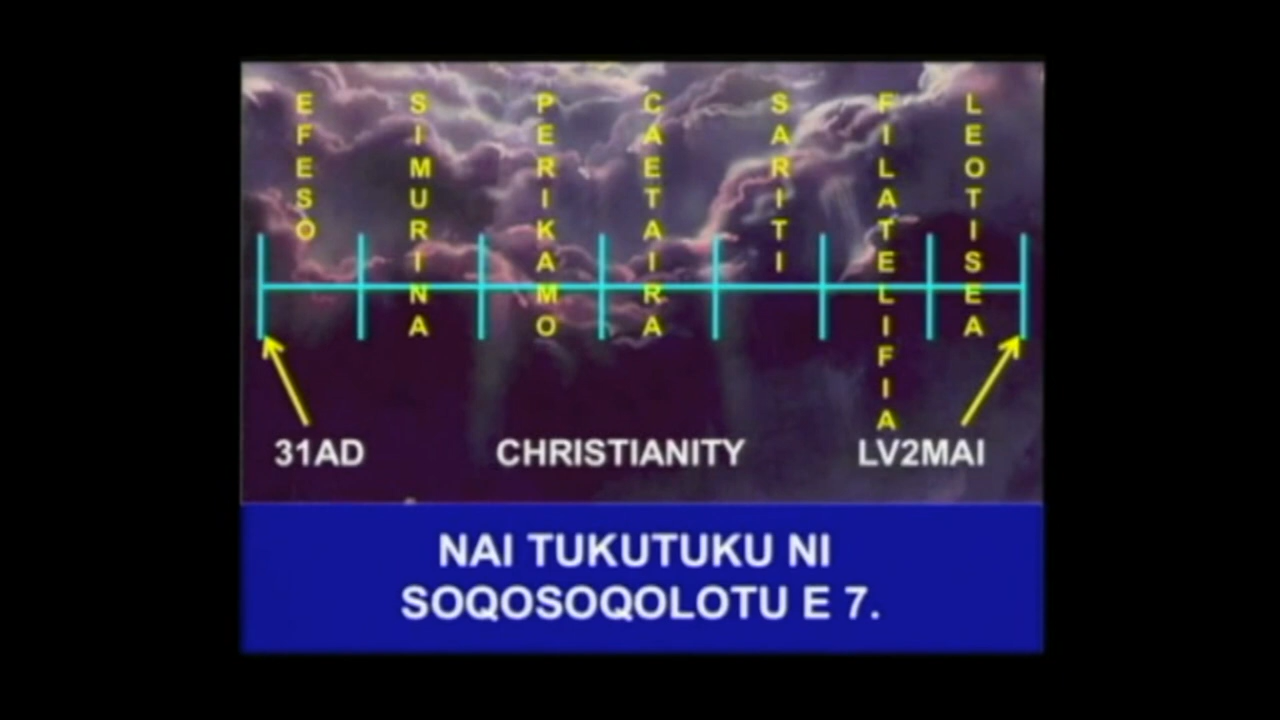 EFESO
SIMURINA
PERIKAMO
CAETAIRA
SARITI
FILATELIFIA
LEOTISEA
31AD
CHRISTIANITY
LV2MAI
NAI TUKUTUKU NI
SOQOSOQOLOTU E 7.